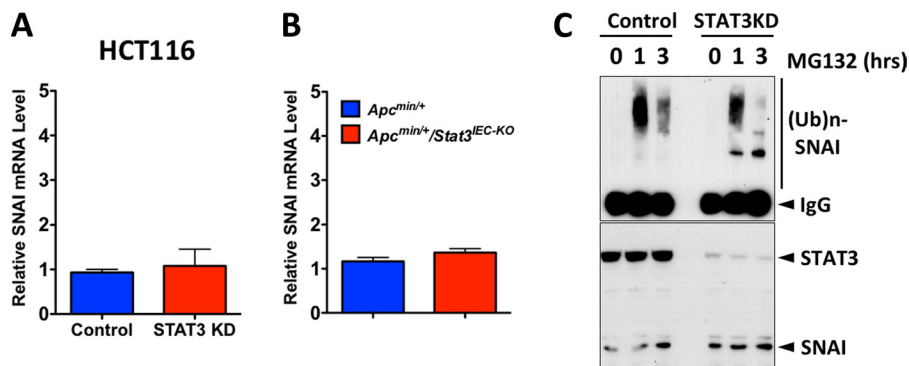 A
HCT116
Relative SNAI mRNA Level
5
4
3
2
1
0
Control
STAT3 KD
B
Relative SNAI mRNA Level
5
4
3
2
1
0
Apcmin/+
Apcmin/+/Stat3IEC-KO
C
Control STAT3KD
0 1 3 0 1 3 MG132 (hrs)
(Ub)n-
SNAI
IgG
STAT3
SNAI